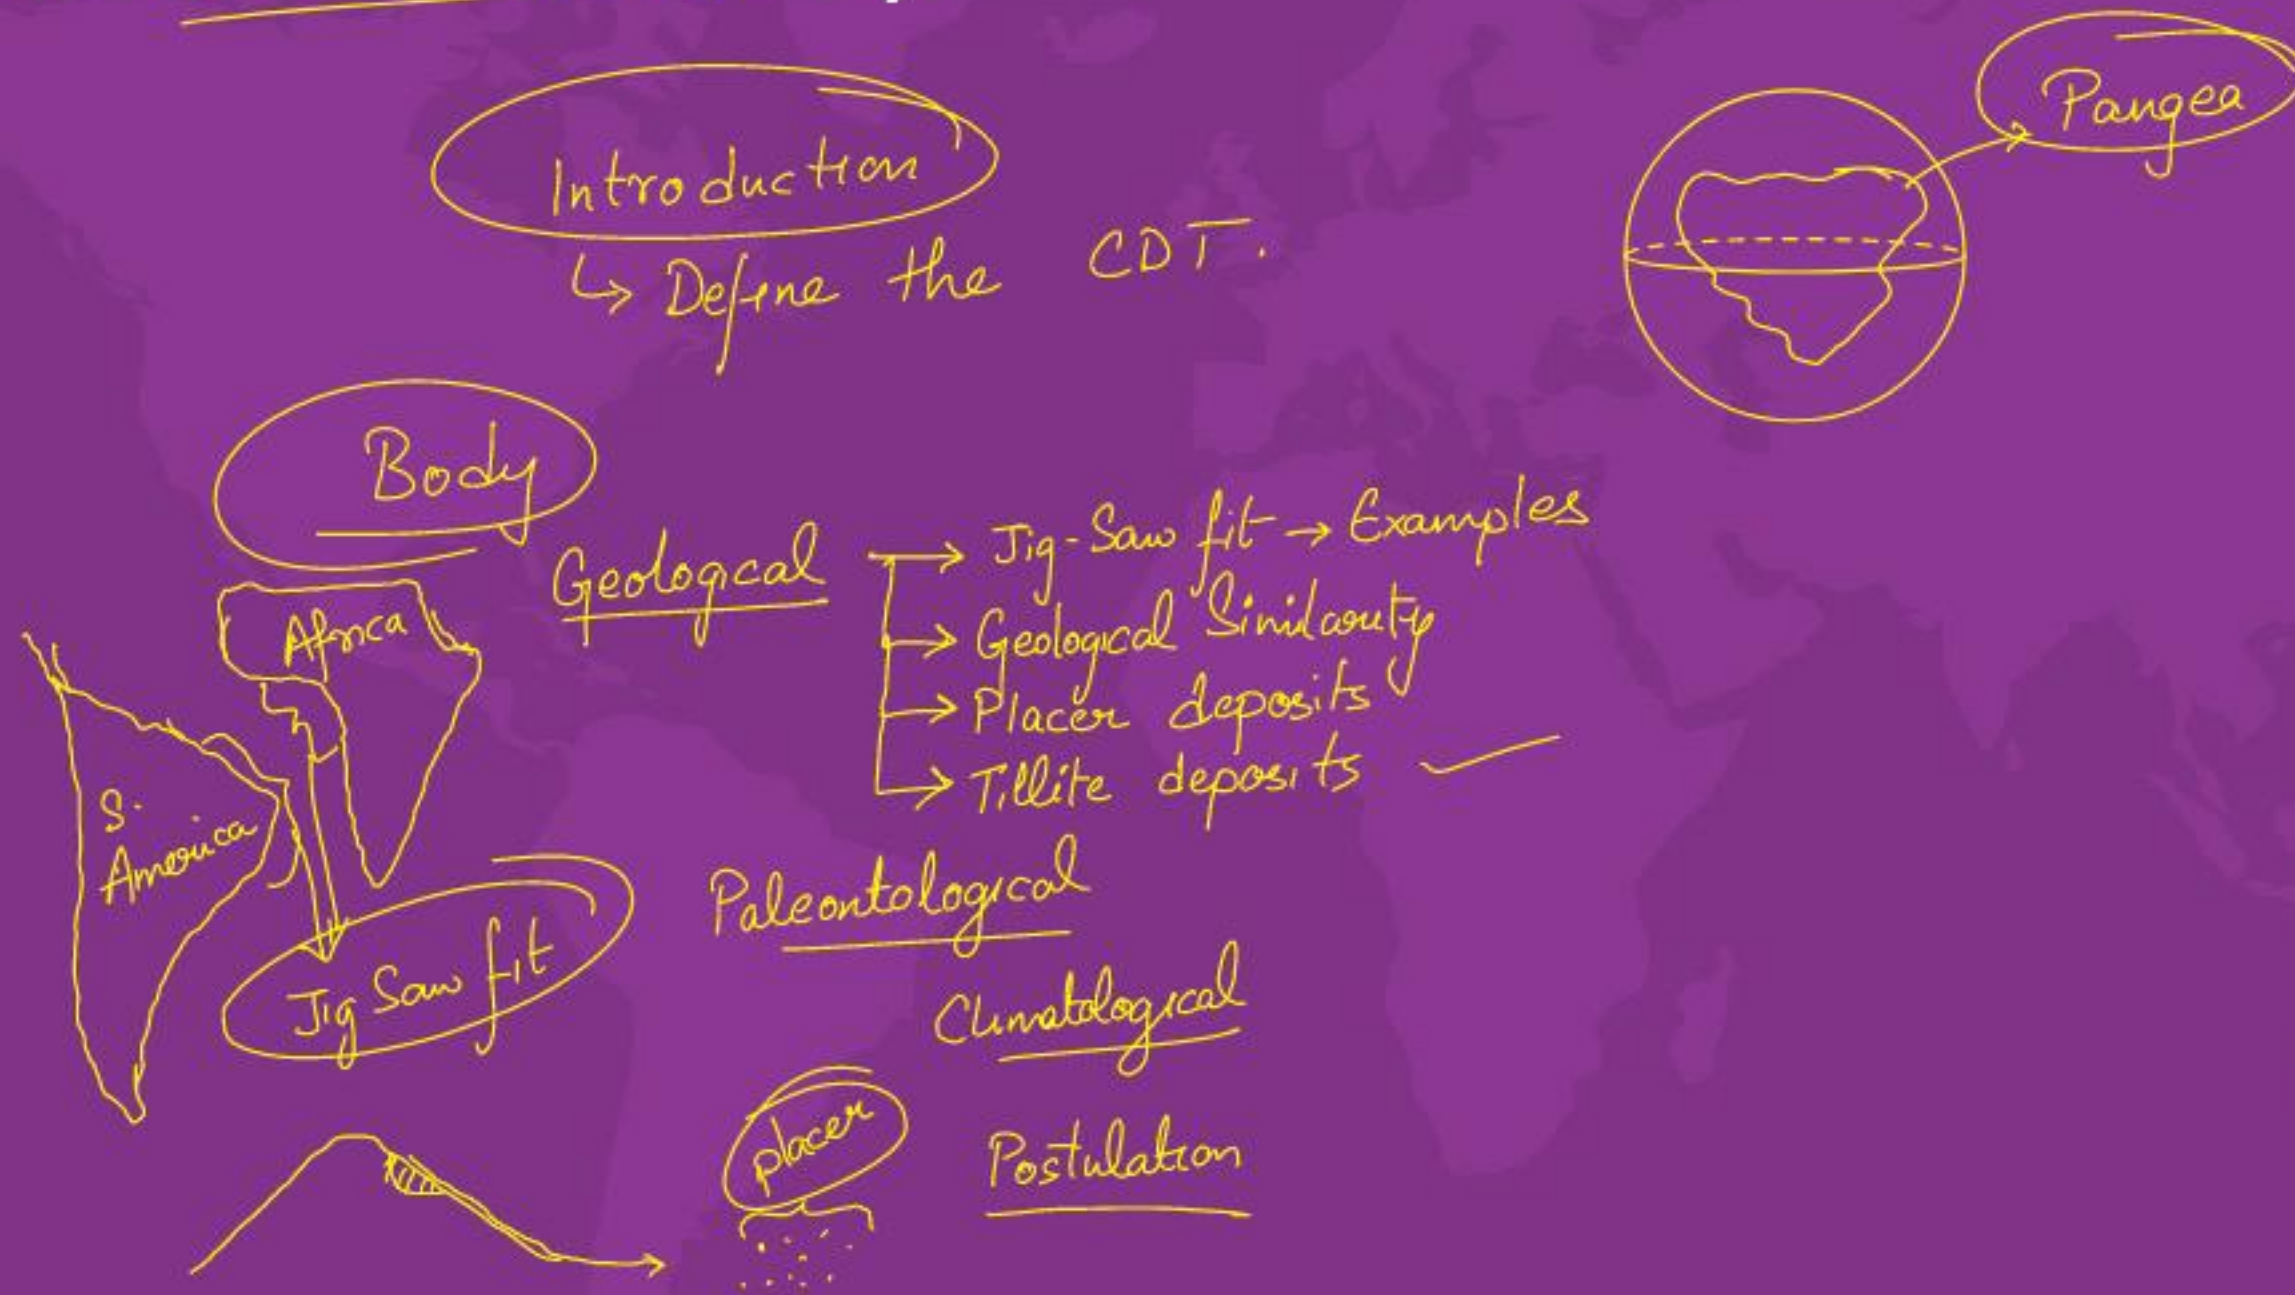 Pangea
Introduction
↳ Define the CDT.
Body
Geological → Jig-Saw fit → Examples
→ Geological Similarity
→ Placer deposits
→ Tillite deposits ✓
Africa
S. America
Jig Saw fit
Paleontological
Climatological
placer
Postulation